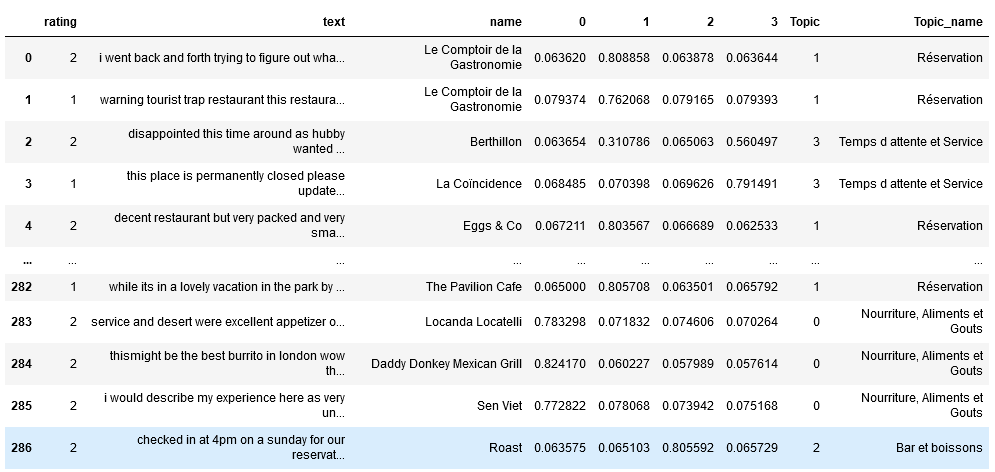 rating text name 0 1 2 3 Topic Topic_name
0 2 i went back and forth trying to figure out wha... Le Comptoir de la Gastronomie 0.063620 0.808858 0.063878 0.063644 1 Réservation
1 1 warning tourist trap restaurant this restaura... Le Comptoir de la Gastronomie 0.079374 0.762068 0.079165 0.079393 1 Réservation
2 2 disappointed this time around as hubby wanted ... Berthillon 0.063654 0.310786 0.065063 0.560497 3 Temps d attente et Service
3 1 this place is permanently closed please update... La Coïncidence 0.068485 0.070398 0.069626 0.791491 3 Temps d attente et Service
4 2 decent restaurant but very packed and very sma... Eggs & Co 0.067211 0.803567 0.066689 0.062533 1 Réservation
... ... ... ... ... ... ... ... ... ...
282 1 while its in a lovely vacation in the park by ... The Pavilion Cafe 0.065000 0.805708 0.063501 0.065792 1 Réservation
283 2 service and desert were excellent appetizer o... Locanda Locatelli 0.783298 0.071832 0.074606 0.070264 0 Nourriture, Aliments et Gouts
284 2 thismight be the best burrito in london wow th... Daddy Donkey Mexican Grill 0.824170 0.060227 0.057989 0.057614 0 Nourriture, Aliments et Gouts
285 2 i would describe my experience here as very un... Sen Viet 0.772822 0.078068 0.073942 0.075168 0 Nourriture, Aliments et Gouts
286 2 checked in at 4pm on a sunday for our reservat... Roast 0.063575 0.065103 0.805592 0.065729 2 Bar et boissons